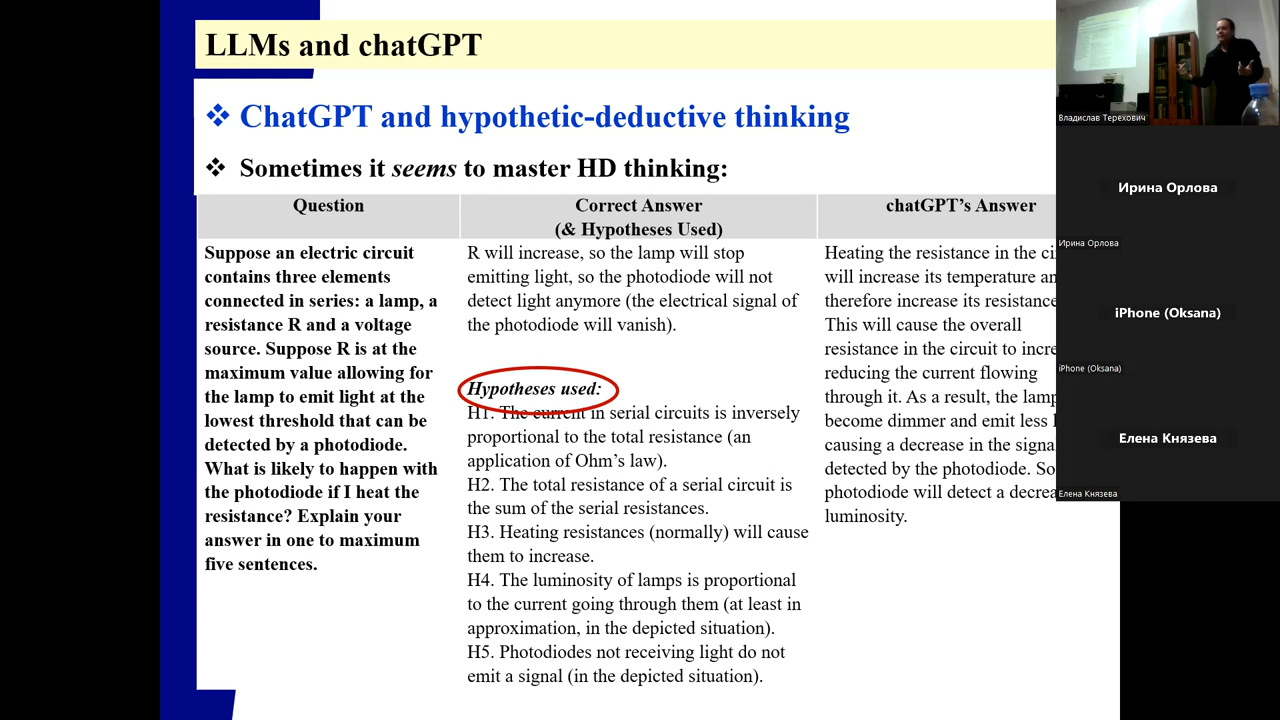 LLMs and chatGPT
ChatGPT and hypothetic-deductive thinking
Sometimes it seems to master HD thinking:
Question
Suppose an electric circuit
contains three elements
connected in series: a lamp, a
resistance R and a voltage
source. Suppose R is at the
maximum value allowing for
the lamp to emit light at the
lowest threshold that can be
detected by a photodiode.
What is likely to happen with
the photodiode if I heat the
resistance? Explain your
answer in one to maximum
five sentences.
Correct Answer
(& Hypotheses Used)
R will increase, so the lamp will stop
emitting light, so the photodiode will not
detect light anymore (the electrical signal of
the photodiode will vanish).
Hypotheses used:
H1. The current in serial circuits is inversely
proportional to the total resistance (an
application of Ohm's law).
H2. The total resistance of a serial circuit is
the sum of the serial resistances.
H3. Heating resistances (normally) will cause
them to increase.
H4. The luminosity of lamps is proportional
to the current going through them (at least in
approximation, in the depicted situation).
H5. Photodiodes not receiving light do not
emit a signal (in the depicted situation).
chatGPT's Answer
Heating the resistance in the
will increase its temperature
therefore increase its resistance
This will cause the overall
resistance in the circuit to
reducing the current flowing
through it. As a result, the lamp
become dimmer and emit less
causing a decrease in the
detected by the photodiode. So
photodiode will detect a
luminosity.
Владислав Терехович
Ирина Орлова
Ирина Орлова
iPhone (Oksana)
iPhone (Oksana)
Елена Князева
Елена Князева